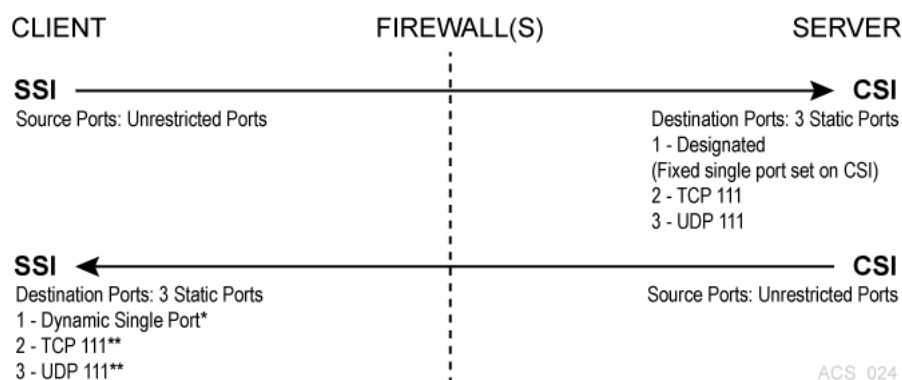 CLIENT FIREWALL(S) SERVER
SSI CSI
Source Ports: Unrestricted Ports Destination Ports: 3 Static Ports
1 - Designated
(Fixed single port set on CSI)
2 - TCP 111
3 - UDP 111
SSI CSI
Destination Ports: 3 Static Ports Source Ports: Unrestricted Ports
1 - Dynamic Single Port*
2 - TCP 111**
3 - UDP 111** ACS_024